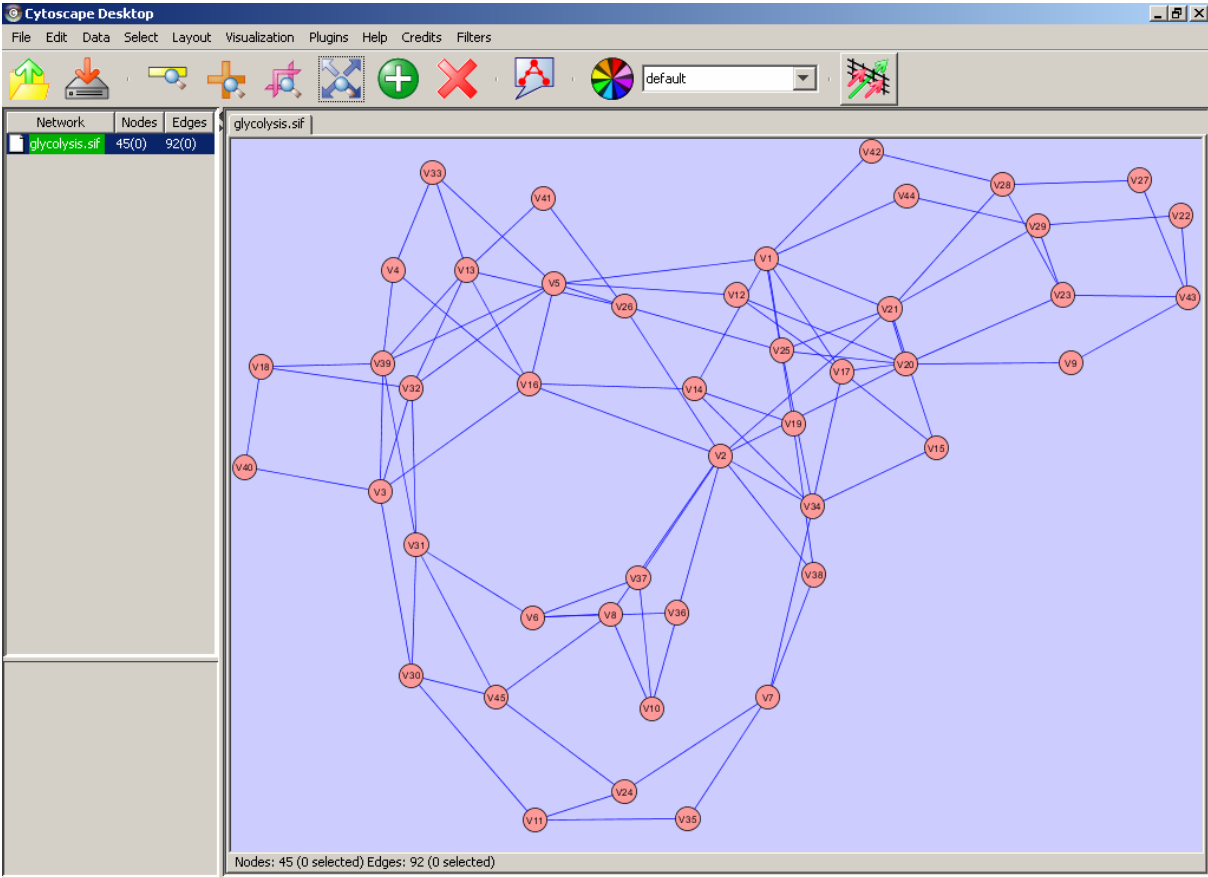 Cytoscape Desktop
File Edit Data Select Layout Visualization Plugins Help Credits Filters
default
Network Nodes Edges
glycolysis.sif 45(0) 92(0)
glycolysis.sif
V42
V33
V27
V28
V41
V44
V22
V29
V1
V4
V13
V5
V12
V23
V43
V26
V21
V25
V39
V18
V20
V9
V17
V16
V32
V14
V19
V15
V2
V40
V3
V34
V31
V38
V37
V36
V8
V6
V30
V45
V7
V10
V24
V35
V11
Nodes: 45 (0 selected) Edges: 92 (0 selected)